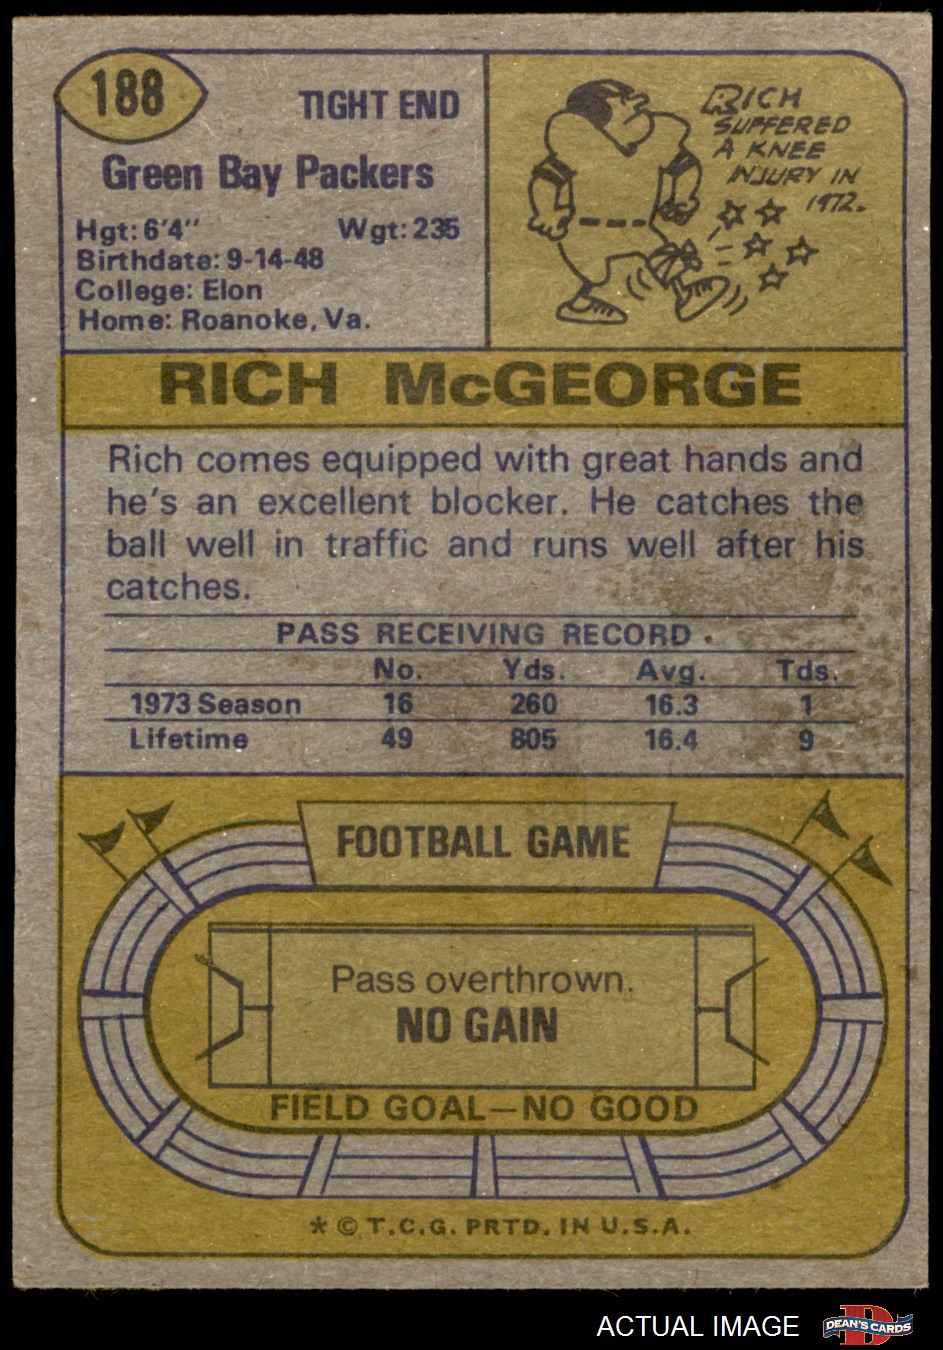 188
TIGHT END
Green Bay Packers
Hgt: 6'4" Wgt: 235
Birthdate: 9-14-48
College: Elon
Home: Roanoke, Va.
RICH
SUFFERED
A KNEE
INJURY IN
1972.
RICH McGEORGE
Rich comes equipped with great hands and
he's an excellent blocker. He catches the
ball well in traffic and runs well after his
catches.
PASS RECEIVING RECORD
No. Yds. Avg. Tds.
1973 Season 16 260 16.3 1
Lifetime 49 805 16.4 9
FOOTBALL GAME
Pass overthrown.
NO GAIN
FIELD GOAL—NO GOOD
* © T.C.G. PRTD. IN U.S.A.
ACTUAL IMAGE
DEAN'S CARDS